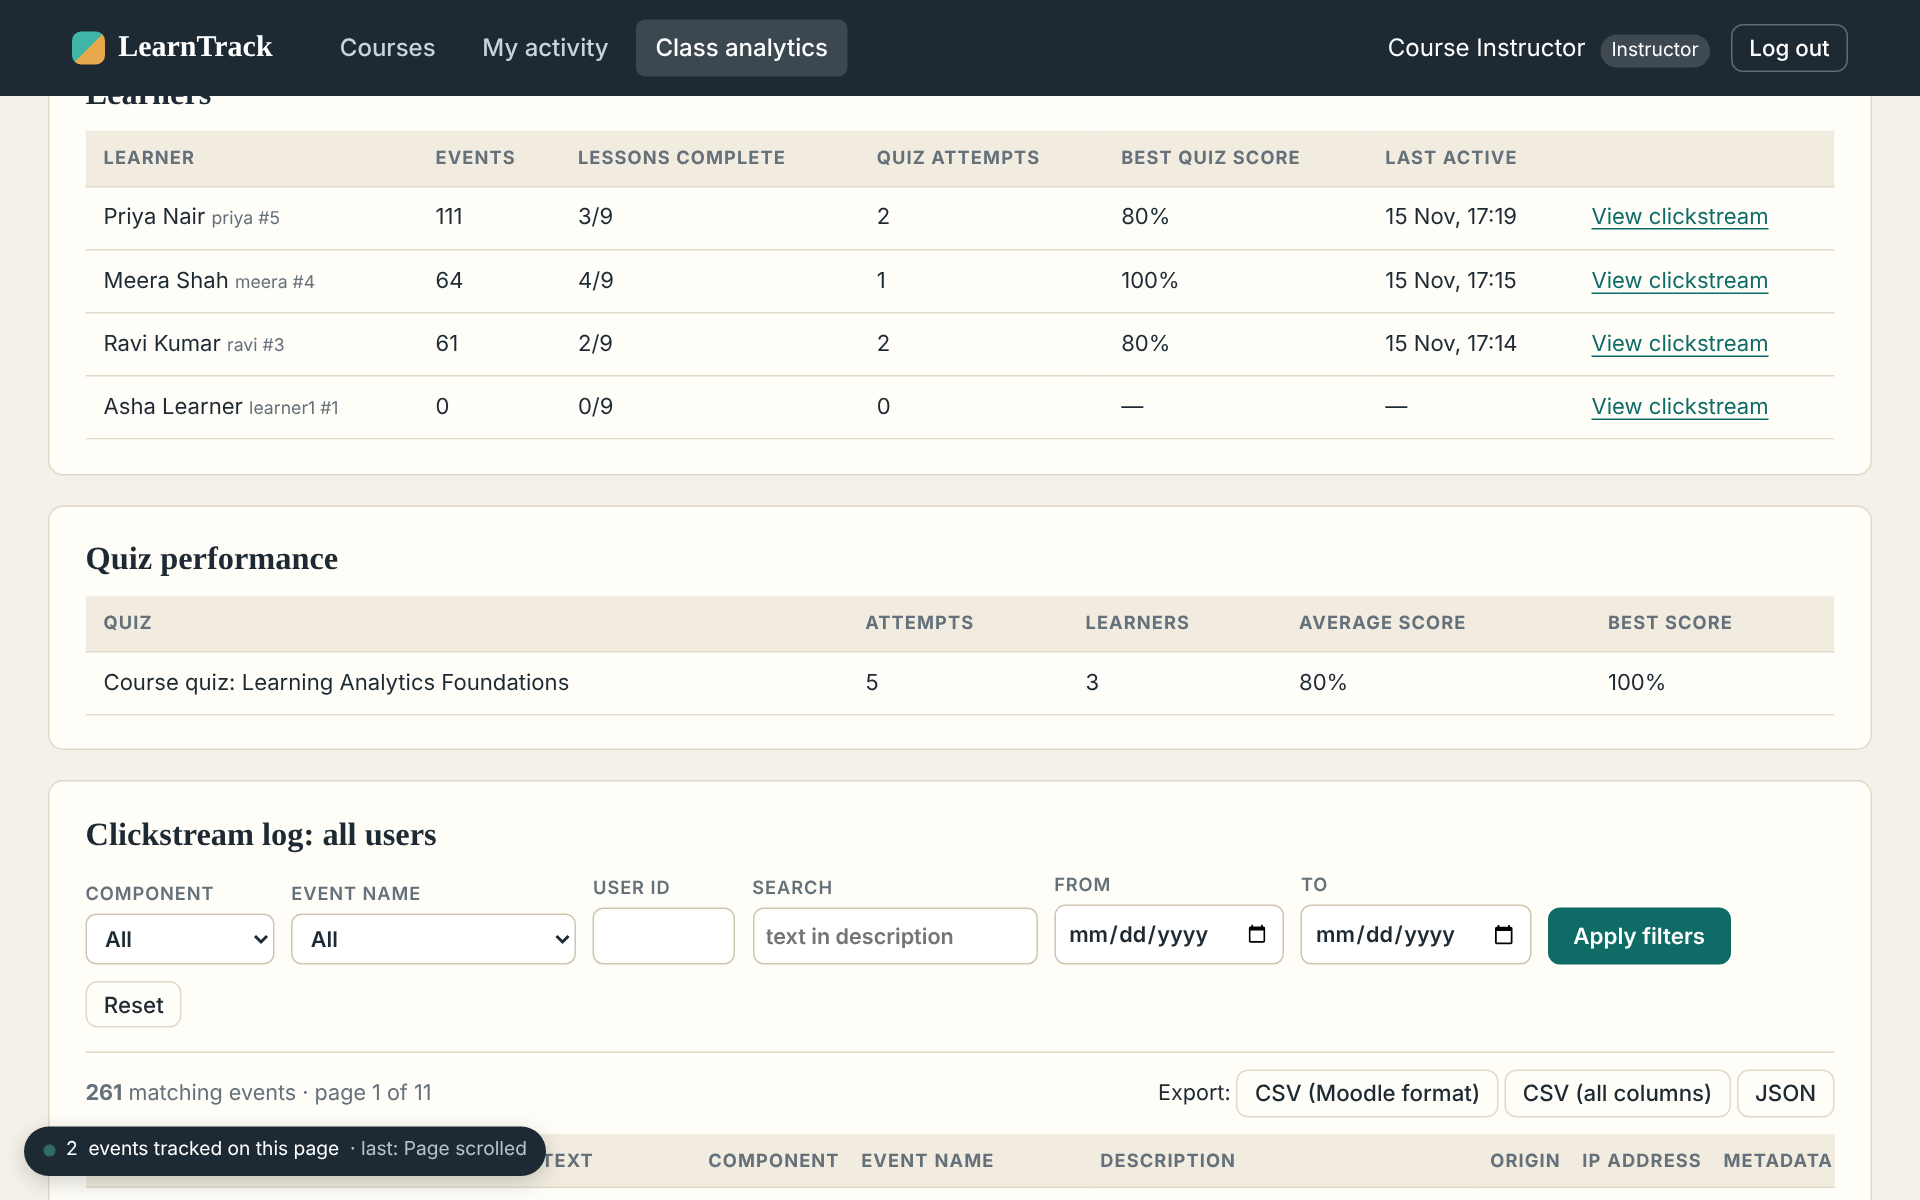 LearnTrack Courses My activity Class analytics Course Instructor Instructor Log out
Learners
LEARNER EVENTS LESSONS COMPLETE QUIZ ATTEMPTS BEST QUIZ SCORE LAST ACTIVE
Priya Nair priya #5 111 3/9 2 80% 15 Nov, 17:19 View clickstream
Meera Shah meera #4 64 4/9 1 100% 15 Nov, 17:15 View clickstream
Ravi Kumar ravi #3 61 2/9 2 80% 15 Nov, 17:14 View clickstream
Asha Learner learner1 #1 0 0/9 0 — — View clickstream
Quiz performance
QUIZ ATTEMPTS LEARNERS AVERAGE SCORE BEST SCORE
Course quiz: Learning Analytics Foundations 5 3 80% 100%
Clickstream log: all users
COMPONENT EVENT NAME USER ID SEARCH FROM TO
All All text in description mm/dd/yyyy mm/dd/yyyy Apply filters
Reset
261 matching events · page 1 of 11 Export: CSV (Moodle format) CSV (all columns) JSON
2 events tracked on this page · last: Page scrolled
TEXT COMPONENT EVENT NAME DESCRIPTION ORIGIN IP ADDRESS METADATA